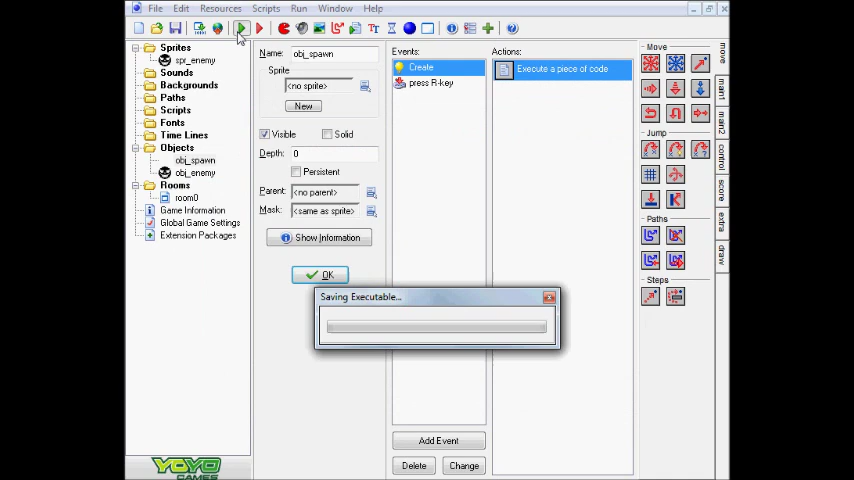 File Edit Resources Scripts Run Window Help
Sprites
spr_enemy
Sounds
Backgrounds
Paths
Scripts
Fonts
Time Lines
Objects
obj_spawn
obj_enemy
Rooms
room0
Game Information
Global Game Settings
Extension Packages
YOYO
GAMES
Name: obj_spawn
Sprite
<no sprite>
New
Visible Solid
Depth: 0
Persistent
Parent: <no parent>
Mask: <same as sprite>
Show Information
OK
Events:
Create
press R-key
Add Event
Delete Change
Actions:
Execute a piece of code
Saving Executable...
Move
Jump
Paths
Steps
move
main1
main2
control
score
extra
draw